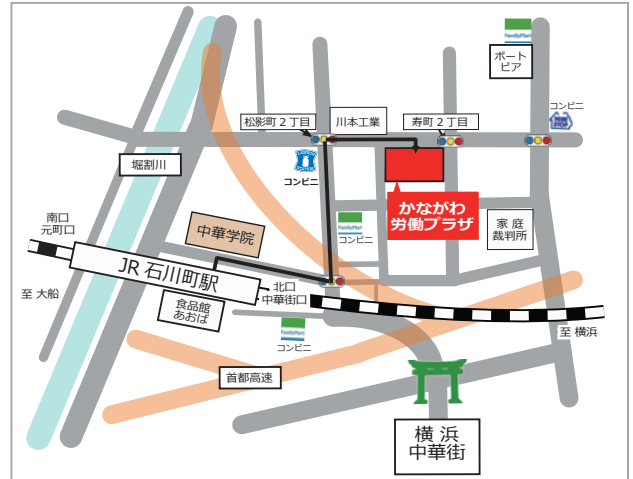 FamilyMart
ポート
ピア
コンビニ
松影町２丁目
川本工業
寿町２丁目
堀割川
コンビニ
かながわ
労働プラザ
南口
元町口
中華学院
FamilyMart
コンビニ
家 庭
裁判所
JR 石川町駅
北口
中華街口
至 大船
食品館
あおば
FamilyMart
コンビニ
至 横浜
首都高速
横 浜
中華街